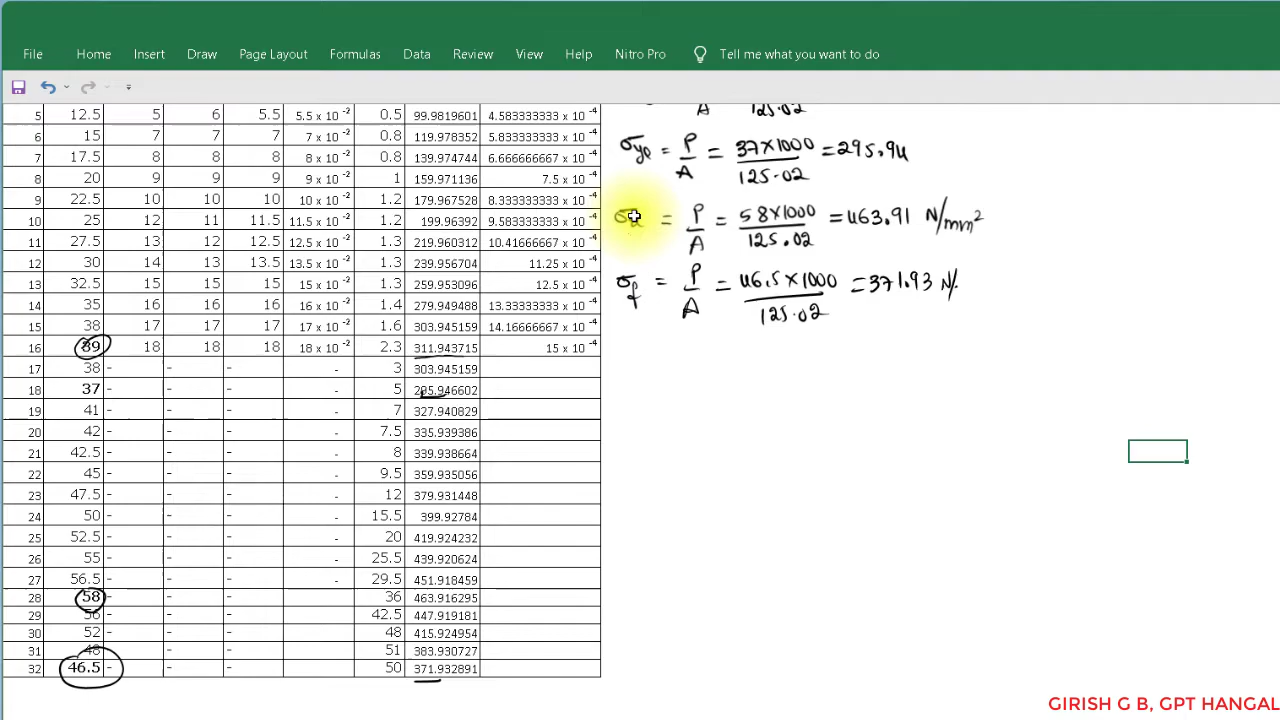 File Home Insert Draw Page Layout Formulas Data Review View Help Nitro Pro Tell me what you want to do
5 12.5 5 6 5.5 5.5 x 10 -2 0.5 99.9819601 4.583333333 x 10 -4
6 15 7 7 7 7 x 10 -2 0.8 119.978352 5.833333333 x 10 -4
7 17.5 8 8 8 8 x 10 -2 0.8 139.974744 6.666666667 x 10 -4
8 20 9 9 9 9 x 10 -2 1 159.971136 7.5 x 10 -4
9 22.5 10 10 10 10 x 10 -2 1.2 179.967528 8.333333333 x 10 -4
10 25 12 11 11.5 11.5 x 10 -2 1.2 199.96392 9.583333333 x 10 -4
11 27.5 13 12 12.5 12.5 x 10 -2 1.3 219.960312 10.41666667 x 10 -4
12 30 14 13 13.5 13.5 x 10 -2 1.3 239.956704 11.25 x 10 -4
13 32.5 15 15 15 15 x 10 -2 1.3 259.953096 12.5 x 10 -4
14 35 16 16 16 16 x 10 -2 1.4 279.949488 13.33333333 x 10 -4
15 38 17 17 17 17 x 10 -2 1.6 303.945159 14.16666667 x 10 -4
16 39 18 18 18 18 x 10 -2 2.3 311.943715 15 x 10 -4
17 38 - - - - 3 303.945159
18 37 - - - - 5 295.946602
19 41 - - - - 7 327.940829
20 42 - - - - 7.5 335.939386
21 42.5 - - - - 8 339.938664
22 45 - - - - 9.5 359.935056
23 47.5 - - - - 12 379.931448
24 50 - - - - 15.5 399.92784
25 52.5 - - - - 20 419.924232
26 55 - - - - 25.5 439.920624
27 56.5 - - - - 29.5 451.918459
28 58 - - - 36 463.916295
29 56 - - - 42.5 447.919181
30 52 - - - 48 415.924954
31 48 - - - 51 383.930727
32 46.5 - - - 50 371.932891
A 125.02
σye = P/A = 37×1000/125.02 = 295.94
= P/A = 58×1000/125.02 = 463.91 N/mm²
σf = P/A = 46.5×1000/125.02 = 371.93 N/
GIRISH G B, GPT HANGAL